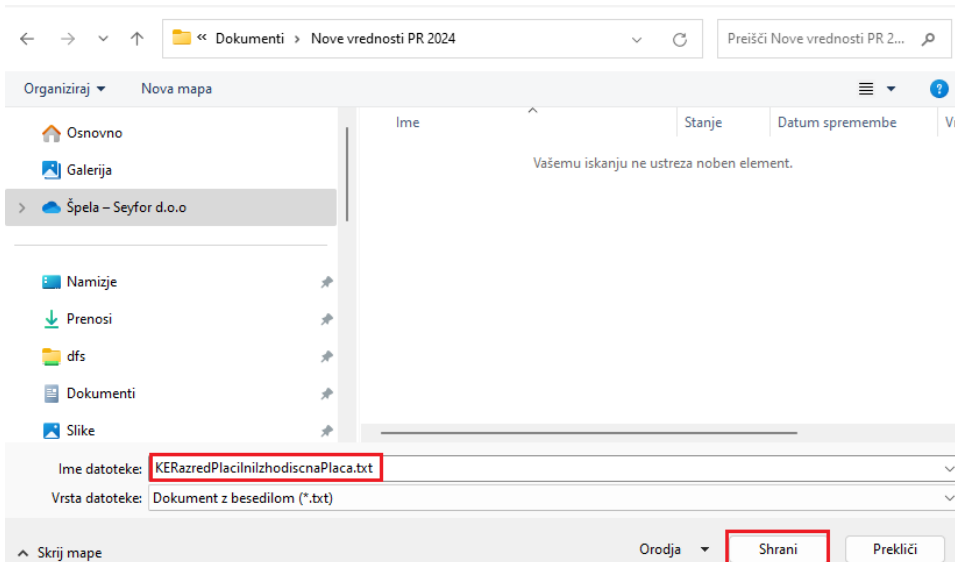 « Dokumenti › Nove vrednosti PR 2024
Preišči Nove vrednosti PR 2...
Organiziraj
Nova mapa
?
Ime
Stanje
Datum spremembe
Osnovno
Vašemu iskanju ne ustreza noben element.
Galerija
Špela – Seyfor d.o.o
Namizje
Prenosi
dfs
Dokumenti
Slike
Ime datoteke: KERazredPlacilniIzhodiscnaPlaca.txt
Vrsta datoteke: Dokument z besedilom (*.txt)
Skrij mape
Orodja
Shrani
Prekliči